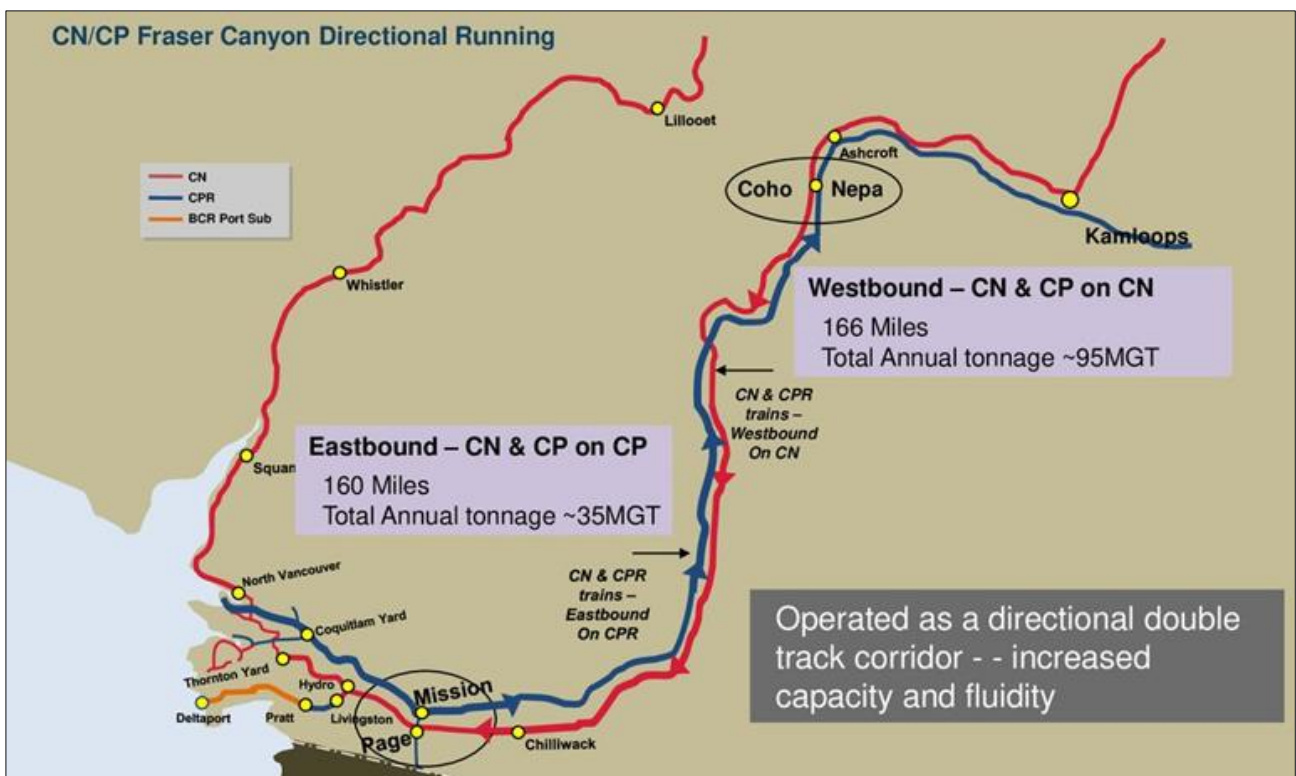 CN/CP Fraser Canyon Directional Running
Lillooet
CN
CPR
BCR Port Sub
Ashcroft
Coho
Nepa
Kamloops
Whistler
Westbound – CN & CP on CN
166 Miles
Total Annual tonnage ~95MGT
CN & CPR
trains –
Westbound
On CN
Eastbound – CN & CP on CP
160 Miles
Total Annual tonnage ~35MGT
Squan
CN & CPR
trains –
Eastbound
On CPR
North Vancouver
Coquitlam Yard
Thornton Yard
Hydro
Mission
Deltaport
Pratt
Livingston
Page
Chilliwack
Operated as a directional double
track corridor - - increased
capacity and fluidity